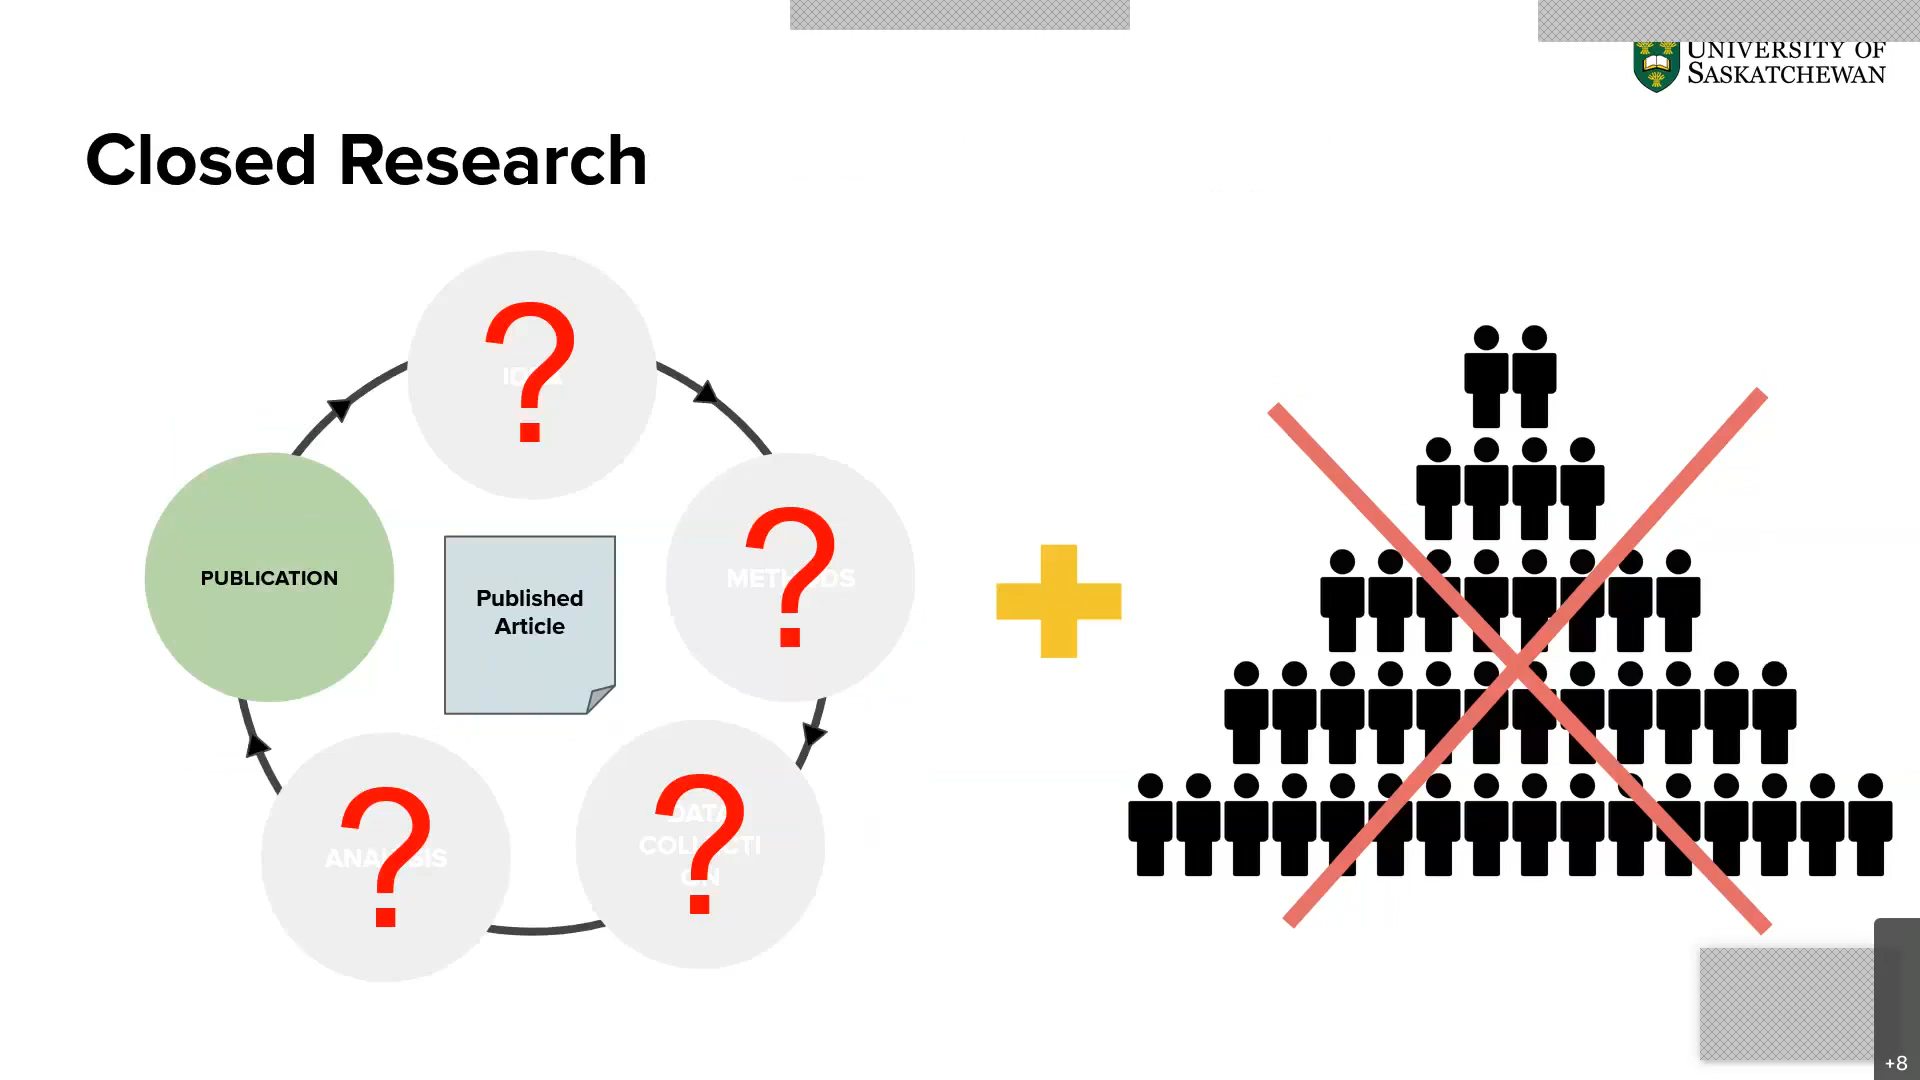 UNIVERSITY OF
SASKATCHEWAN
Closed Research
?
?
PUBLICATION
Published
Article
?
?
+8